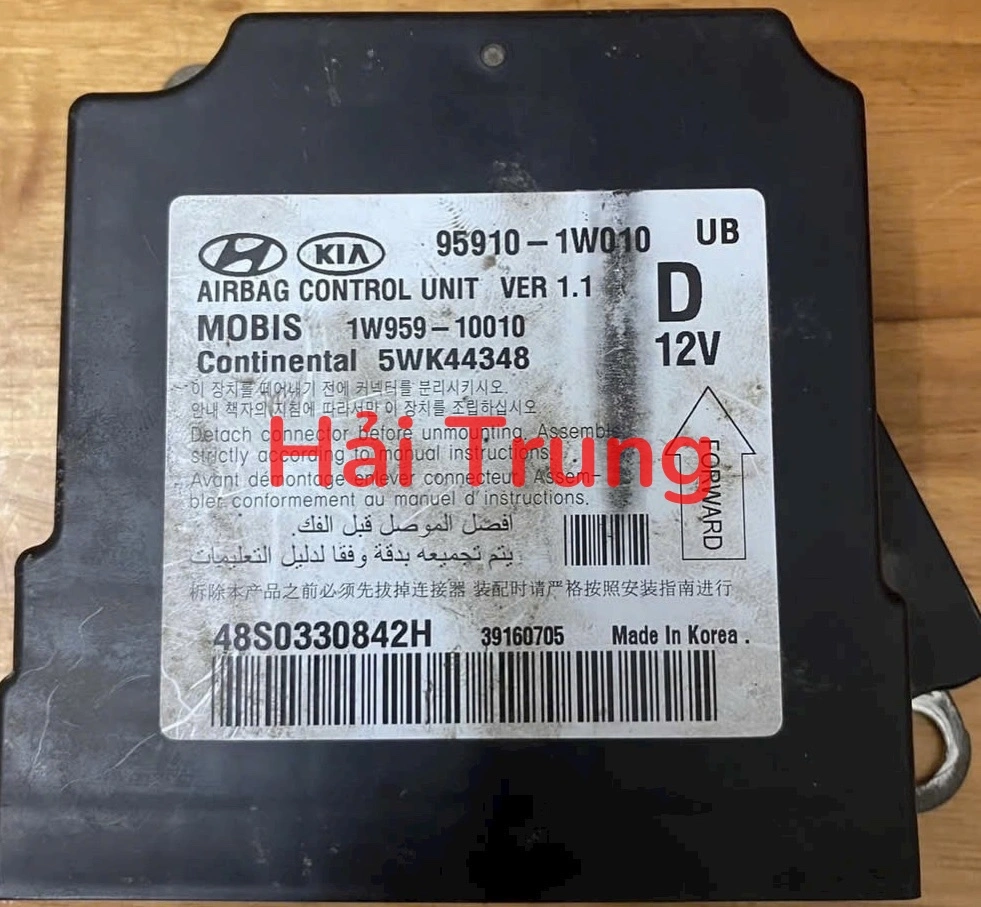 95910-1W010 UB
HYUNDAI KIA
AIRBAG CONTROL UNIT VER 1.1 D
MOBIS 1W959-10010
Continental 5WK44348 12V
이 장치를 떼어내기 전에 커넥터를 분리시키시오.
안내 책자의 지침에 따라서만 이 장치를 조립하십시오
Detach connector before unmounting. Assemble
strictly according to manual instructions.
Avant démontage enlever connecteur. Assem-
bler conformement au manuel d'instructions.
Hải Trung
FORWARD
افصل الموصل قبل الفك.
يتم تجميعه بدقة وفقا لدليل التعليمات
拆除本产品之前必须先拔掉连接器 装配时请严格按照安装指南进行
48S0330842H 39160705 Made In Korea .